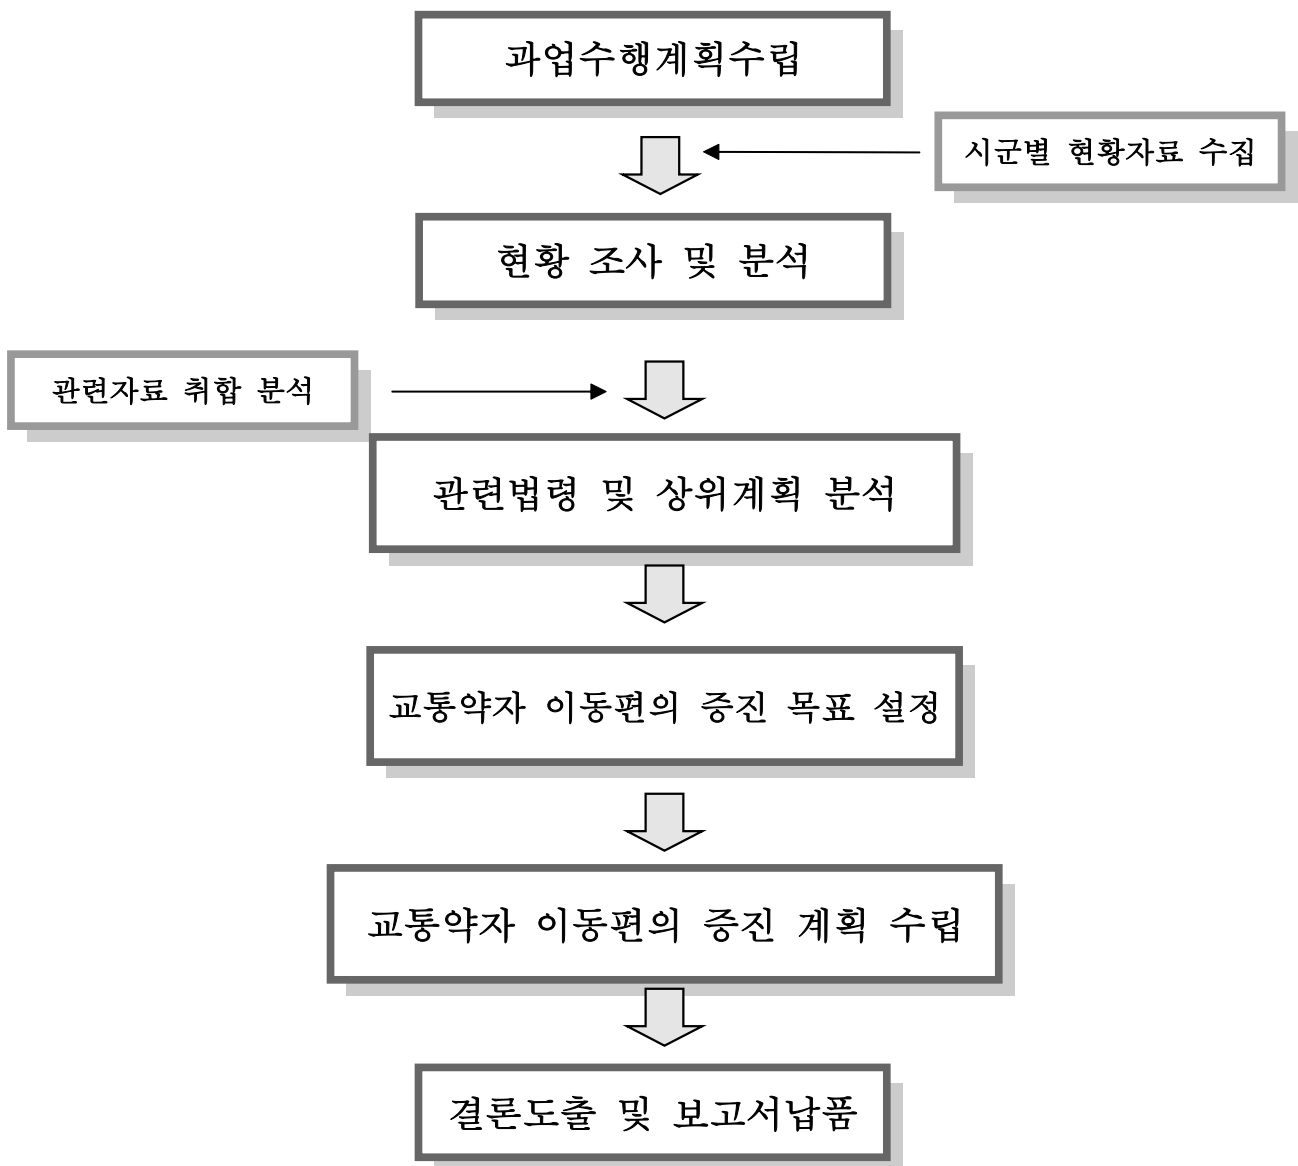 과업수행계획수립
시군별 현황자료 수집
현황 조사 및 분석
관련자료 취합 분석
관련법령 및 상위계획 분석
교통약자 이동편의 증진 목표 설정
교통약자 이동편의 증진 계획 수립
결론도출 및 보고서납품